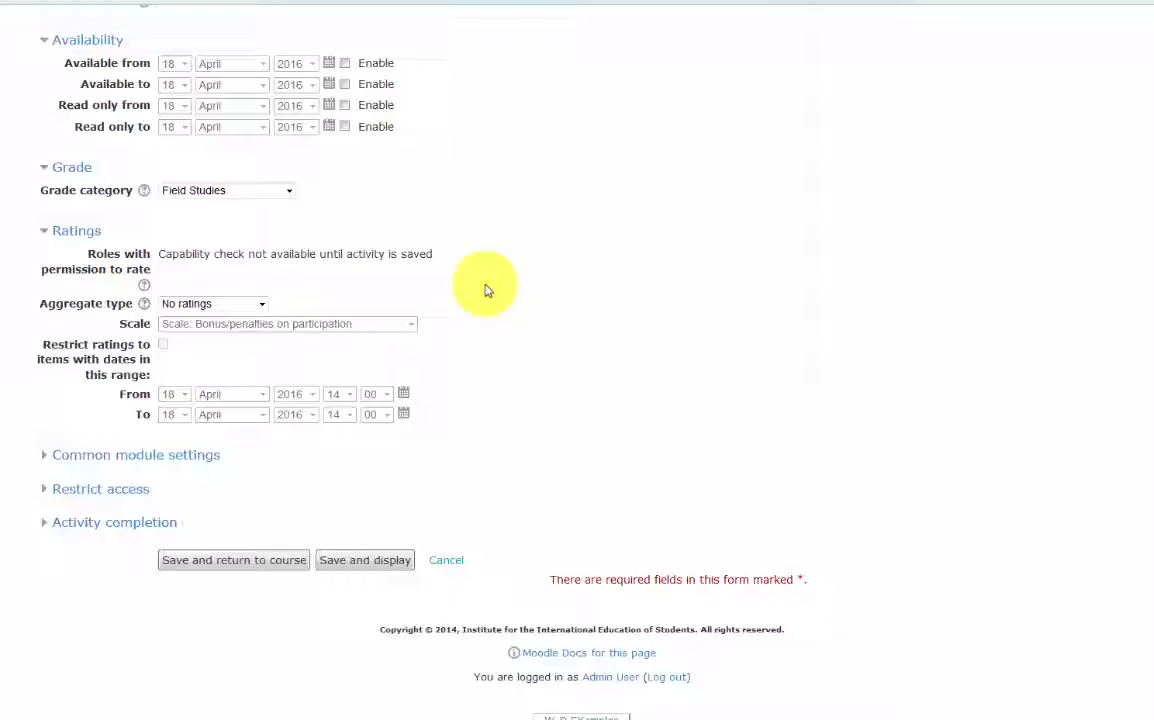 Availability
Available from 18 April 2016 Enable
Available to 18 April 2016 Enable
Read only from 18 April 2016 Enable
Read only to 18 April 2016 Enable
Grade
Grade category Field Studies
Ratings
Roles with permission to rate Capability check not available until activity is saved
Aggregate type No ratings
Scale Scale: Bonus/penalties on participation
Restrict ratings to
items with dates in
this range:
From 18 April 2016 14 00
To 18 April 2016 14 00
Common module settings
Restrict access
Activity completion
Save and return to course Save and display Cancel
There are required fields in this form marked *.
Copyright © 2014, Institute for the International Education of Students. All rights reserved.
Moodle Docs for this page
You are logged in as Admin User (Log out)